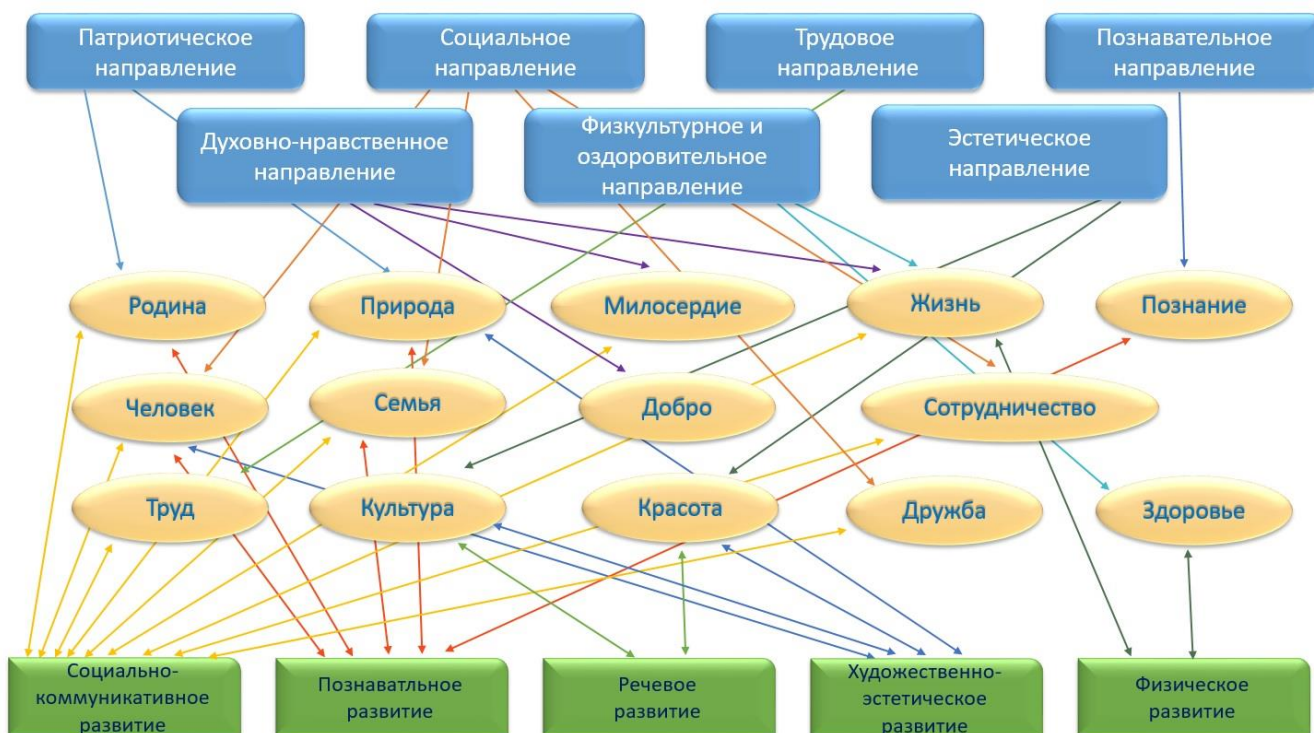 Патриотическое
направление
Социальное
направление
Трудовое
направление
Познавательное
направление
Духовно-нравственное
направление
Физкультурное и
оздоровительное
направление
Эстетическое
направление
Родина
Природа
Милосердие
Жизнь
Познание
Человек
Семья
Добро
Сотрудничество
Труд
Культура
Красота
Дружба
Здоровье
Социально-
коммуникативное
развитие
Познаватльное
развитие
Речевое
развитие
Художественно-
эстетическое
развитие
Физическое
развитие